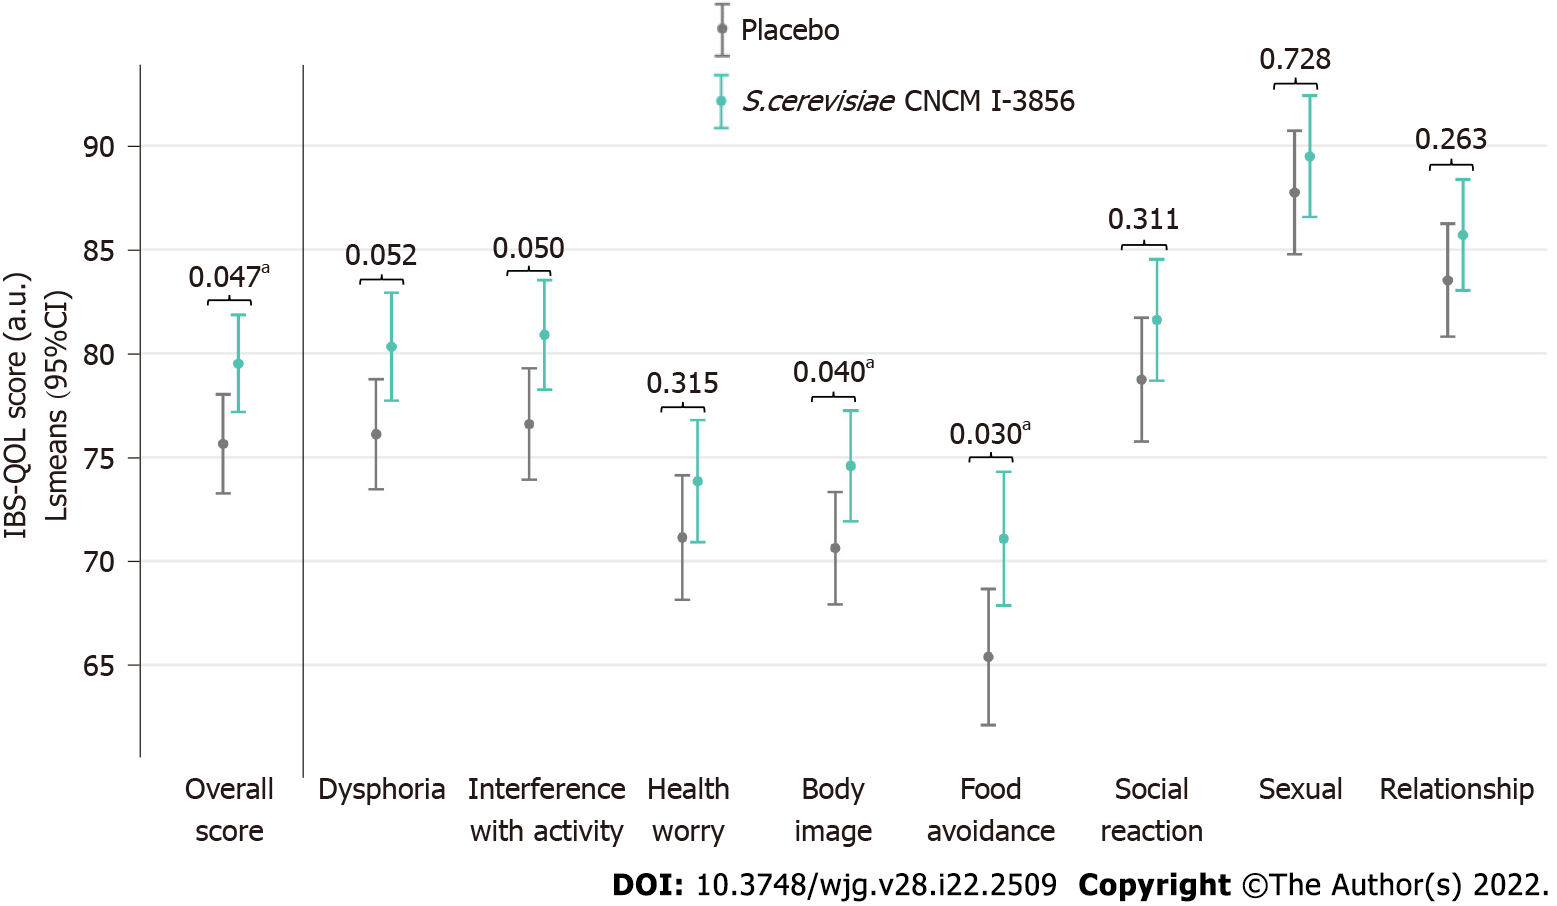 Placebo
S.cerevisiae CNCM I-3856
IBS-QOL score (a.u.)
Lsmeans (95%CI)
90
85
80
75
70
65
0.047a
0.052
0.050
0.315
0.040a
0.030a
0.311
0.728
0.263
Overall
score
Dysphoria
Interference
with activity
Health
worry
Body
image
Food
avoidance
Social
reaction
Sexual
Relationship
DOI: 10.3748/wjg.v28.i22.2509 Copyright ©The Author(s) 2022.